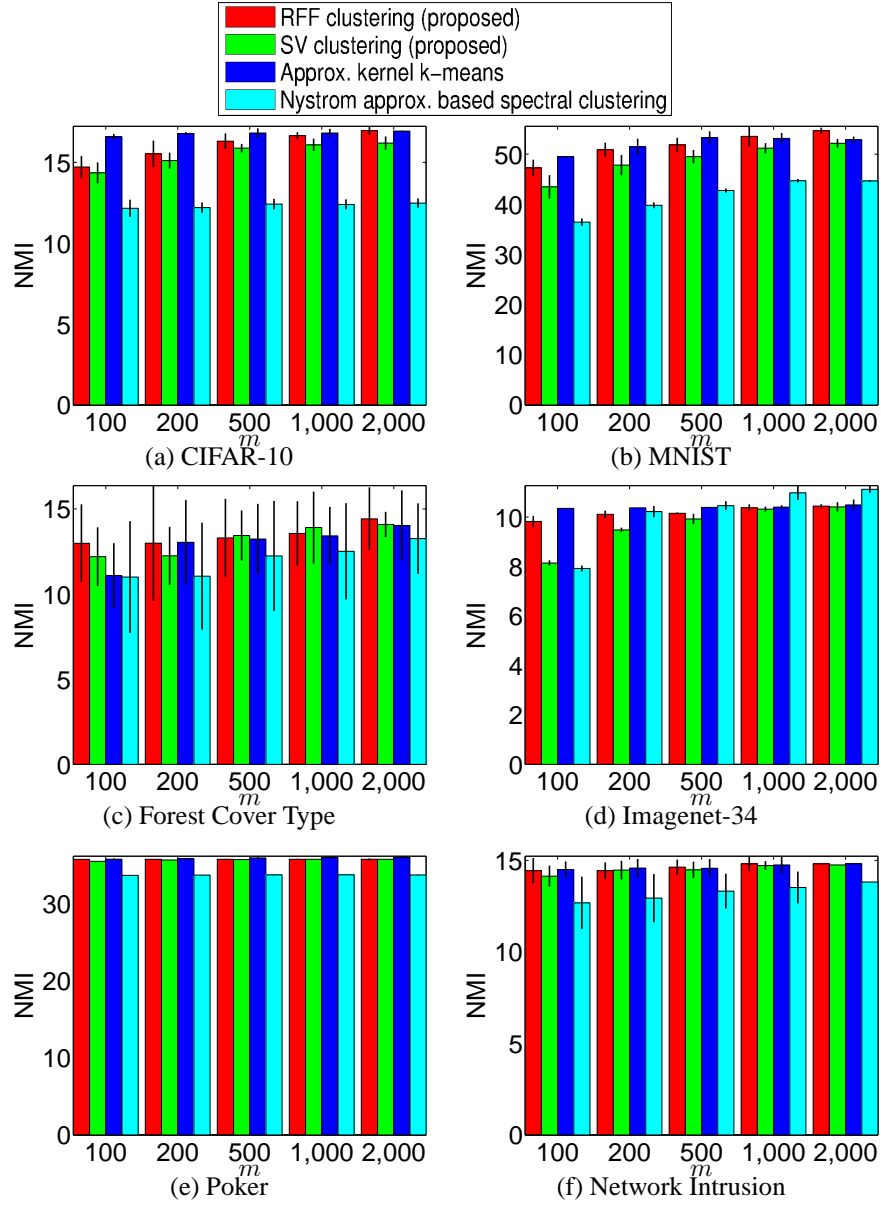 RFF clustering (proposed)
SV clustering (proposed)
Approx. kernel k−means
Nystrom approx. based spectral clustering
15
10
5
0
NMI
100 200 500 1,000 2,000
m
(a) CIFAR-10
50
40
30
20
10
0
NMI
100 200 500 1,000 2,000
m
(b) MNIST
15
10
5
0
NMI
100 200 500 1,000 2,000
m
(c) Forest Cover Type
10
8
6
4
2
0
NMI
100 200 500 1,000 2,000
m
(d) Imagenet-34
30
20
10
0
NMI
100 200 500 1,000 2,000
m
(e) Poker
15
10
5
0
NMI
100 200 500 1,000 2,000
m
(f) Network Intrusion